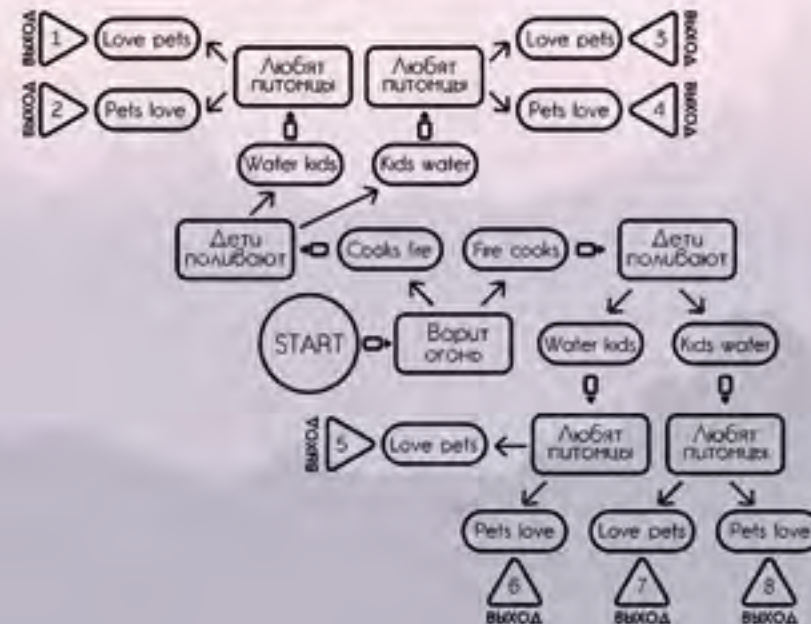 ВЫХОД
1
Love pets
Любят
питомцы
Любят
питомцы
Love pets
3
ВЫХОД
ВЫХОД
2
Pets love
Pets love
4
ВЫХОД
Water kids
Kids water
Дети
поливают
Cooks fire
Fire cooks
Дети
поливают
START
Варит
огонь
Water kids
Kids water
ВЫХОД
5
Love pets
Любят
питомцы
Любят
питомцы
Pets love
Love pets
Pets love
6
7
8
ВЫХОД
ВЫХОД
ВЫХОД